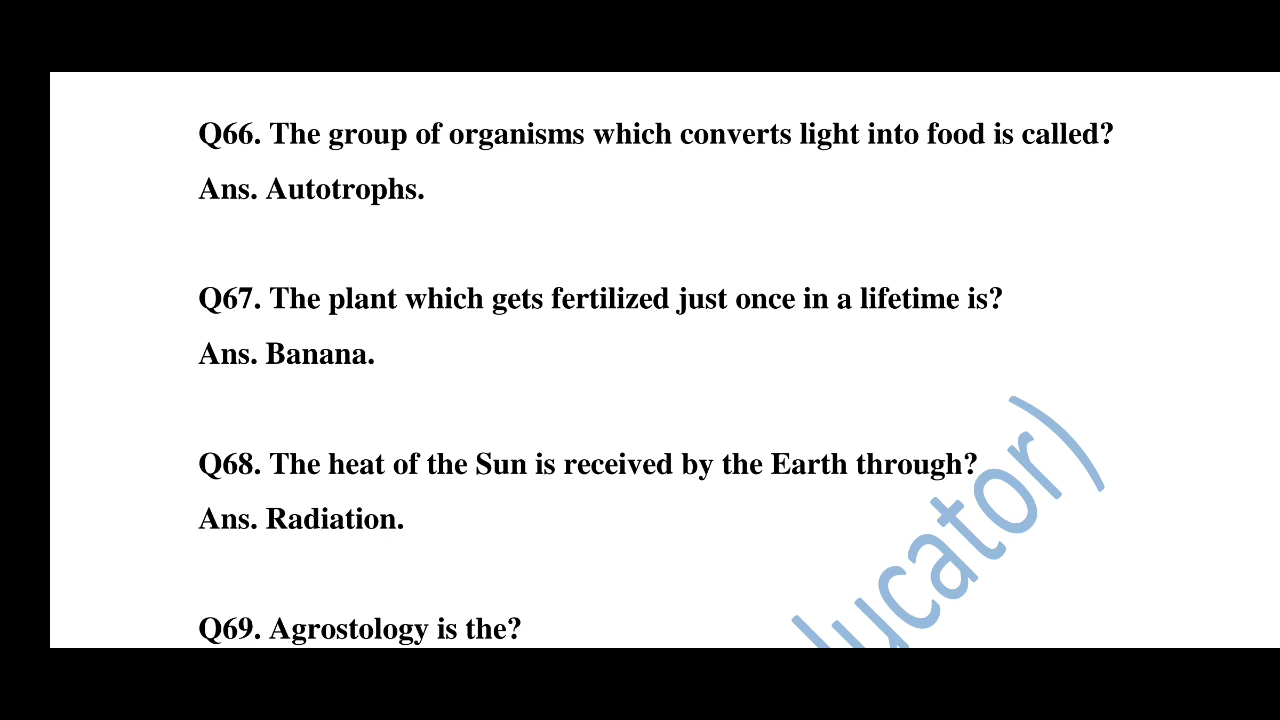 Q66. The group of organisms which converts light into food is called?
Ans. Autotrophs.
Q67. The plant which gets fertilized just once in a lifetime is?
Ans. Banana.
Q68. The heat of the Sun is received by the Earth through?
Ans. Radiation.
Q69. Agrostology is the?